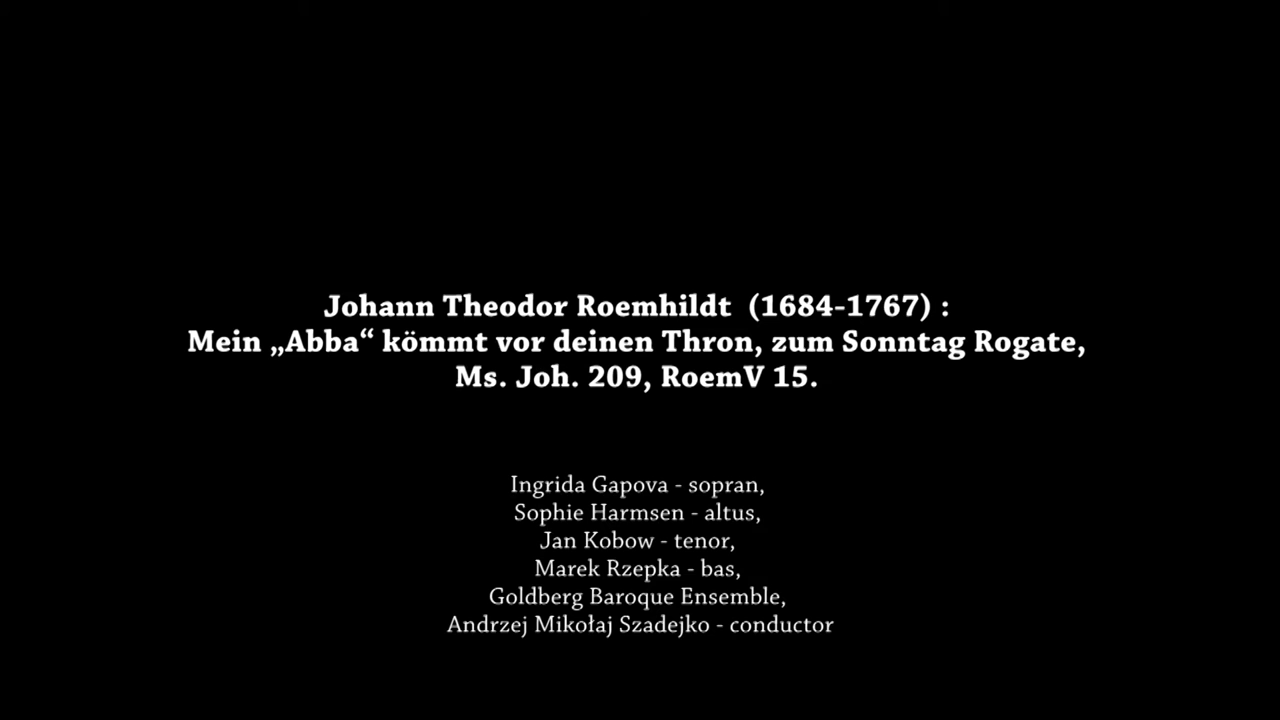 Johann Theodor Roemhildt (1684-1767) :
Mein „Abba“ kömmt vor deinen Thron, zum Sonntag Rogate,
Ms. Joh. 209, RoemV 15.
Ingrida Gapova - sopran,
Sophie Harmsen - altus,
Jan Kobow - tenor,
Marek Rzepka - bas,
Goldberg Baroque Ensemble,
Andrzej Mikołaj Szadejko - conductor